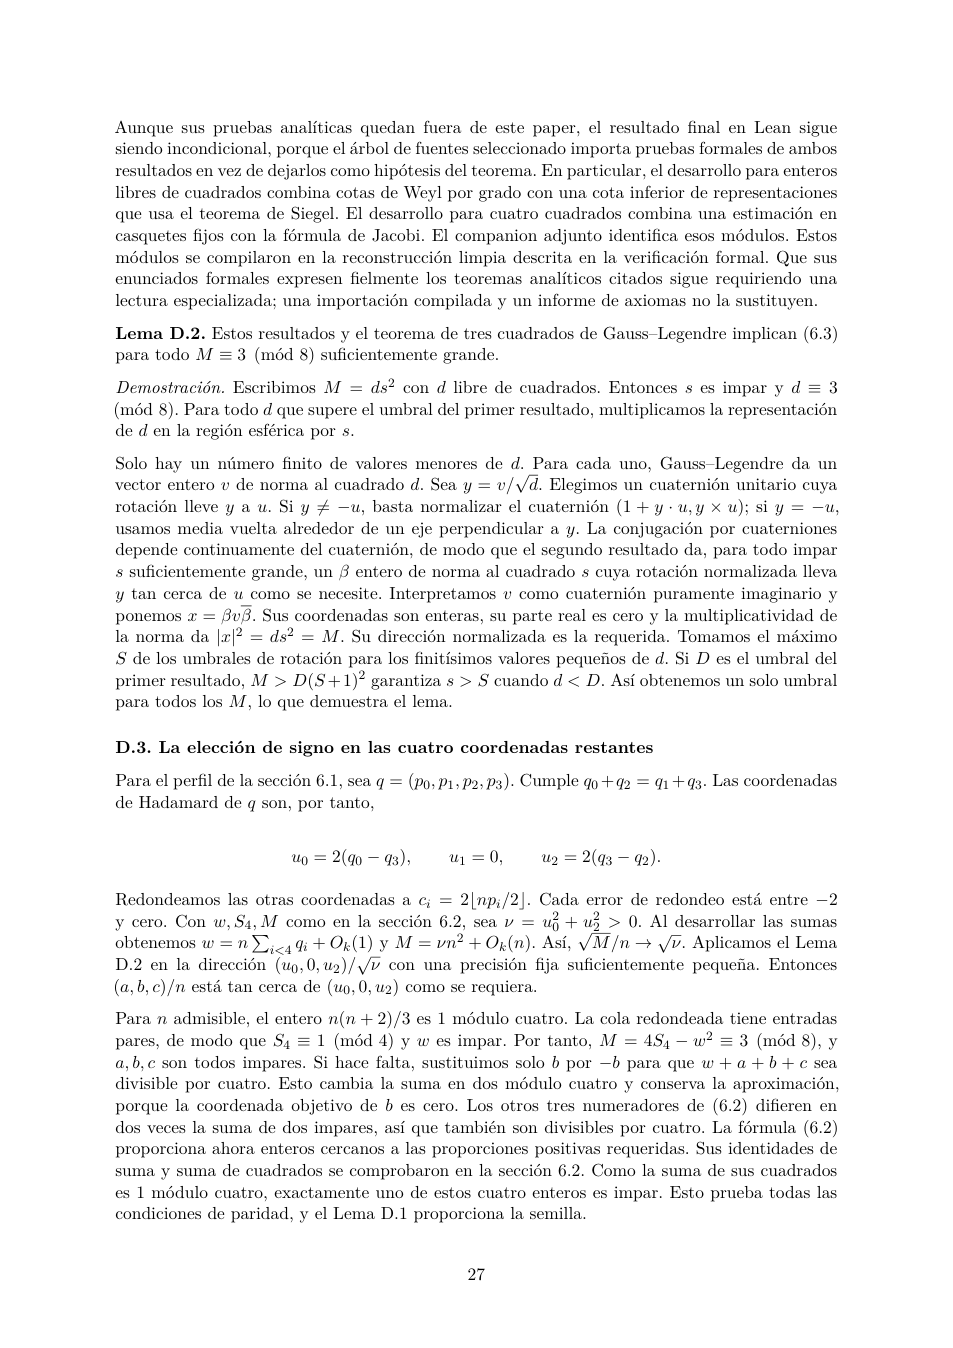 Aunque sus pruebas analíticas quedan fuera de este paper, el resultado final en Lean sigue
siendo incondicional, porque el árbol de fuentes seleccionado importa pruebas formales de ambos
resultados en vez de dejarlos como hipótesis del teorema. En particular, el desarrollo para enteros
libres de cuadrados combina cotas de Weyl por grado con una cota inferior de representaciones
que usa el teorema de Siegel. El desarrollo para cuatro cuadrados combina una estimación en
casquetes fijos con la fórmula de Jacobi. El companion adjunto identifica esos módulos. Estos
módulos se compilaron en la reconstrucción limpia descrita en la verificación formal. Que sus
enunciados formales expresen fielmente los teoremas analíticos citados sigue requiriendo una
lectura especializada; una importación compilada y un informe de axiomas no la sustituyen.
Lema D.2. Estos resultados y el teorema de tres cuadrados de Gauss–Legendre implican (6.3)
para todo M ≡ 3 (mód 8) suficientemente grande.
Demostración. Escribimos M = ds² con d libre de cuadrados. Entonces s es impar y d ≡ 3
(mód 8). Para todo d que supere el umbral del primer resultado, multiplicamos la representación
de d en la región esférica por s.
Solo hay un número finito de valores menores de d. Para cada uno, Gauss–Legendre da un
vector entero v de norma al cuadrado d. Sea y = v/√d. Elegimos un cuaternión unitario cuya
rotación lleve y a u. Si y ≠ −u, basta normalizar el cuaternión (1 + y · u, y × u); si y = −u,
usamos media vuelta alrededor de un eje perpendicular a y. La conjugación por cuaterniones
depende continuamente del cuaternión, de modo que el segundo resultado da, para todo impar
s suficientemente grande, un β entero de norma al cuadrado s cuya rotación normalizada lleva
y tan cerca de u como se necesite. Interpretamos v como cuaternión puramente imaginario y
ponemos x = βvβ̅. Sus coordenadas son enteras, su parte real es cero y la multiplicatividad de
la norma da |x|² = ds² = M. Su dirección normalizada es la requerida. Tomamos el máximo
S de los umbrales de rotación para los finitísimos valores pequeños de d. Si D es el umbral del
primer resultado, M > D(S+1)² garantiza s > S cuando d < D. Así obtenemos un solo umbral
para todos los M, lo que demuestra el lema.
D.3. La elección de signo en las cuatro coordenadas restantes
Para el perfil de la sección 6.1, sea q = (p₀, p₁, p₂, p₃). Cumple q₀+q₂ = q₁+q₃. Las coordenadas
de Hadamard de q son, por tanto,
u₀ = 2(q₀ − q₃), u₁ = 0, u₂ = 2(q₃ − q₂).
Redondeamos las otras coordenadas a cᵢ = 2⌊npᵢ/2⌋. Cada error de redondeo está entre −2
y cero. Con w, S₄, M como en la sección 6.2, sea ν = u₀² + u₂² > 0. Al desarrollar las sumas
obtenemos w = n ∑ᵢ<₄ qᵢ + Oₖ(1) y M = νn² + Oₖ(n). Así, √M/n → √ν. Aplicamos el Lema
D.2 en la dirección (u₀, 0, u₂)/√ν con una precisión fija suficientemente pequeña. Entonces
(a, b, c)/n está tan cerca de (u₀, 0, u₂) como se requiera.
Para n admisible, el entero n(n + 2)/3 es 1 módulo cuatro. La cola redondeada tiene entradas
pares, de modo que S₄ ≡ 1 (mód 4) y w es impar. Por tanto, M = 4S₄ − w² ≡ 3 (mód 8), y
a, b, c son todos impares. Si hace falta, sustituimos solo b por −b para que w + a + b + c sea
divisible por cuatro. Esto cambia la suma en dos módulo cuatro y conserva la aproximación,
porque la coordenada objetivo de b es cero. Los otros tres numeradores de (6.2) difieren en
dos veces la suma de dos impares, así que también son divisibles por cuatro. La fórmula (6.2)
proporciona ahora enteros cercanos a las proporciones positivas requeridas. Sus identidades de
suma y suma de cuadrados se comprobaron en la sección 6.2. Como la suma de sus cuadrados
es 1 módulo cuatro, exactamente uno de estos cuatro enteros es impar. Esto prueba todas las
condiciones de paridad, y el Lema D.1 proporciona la semilla.
27